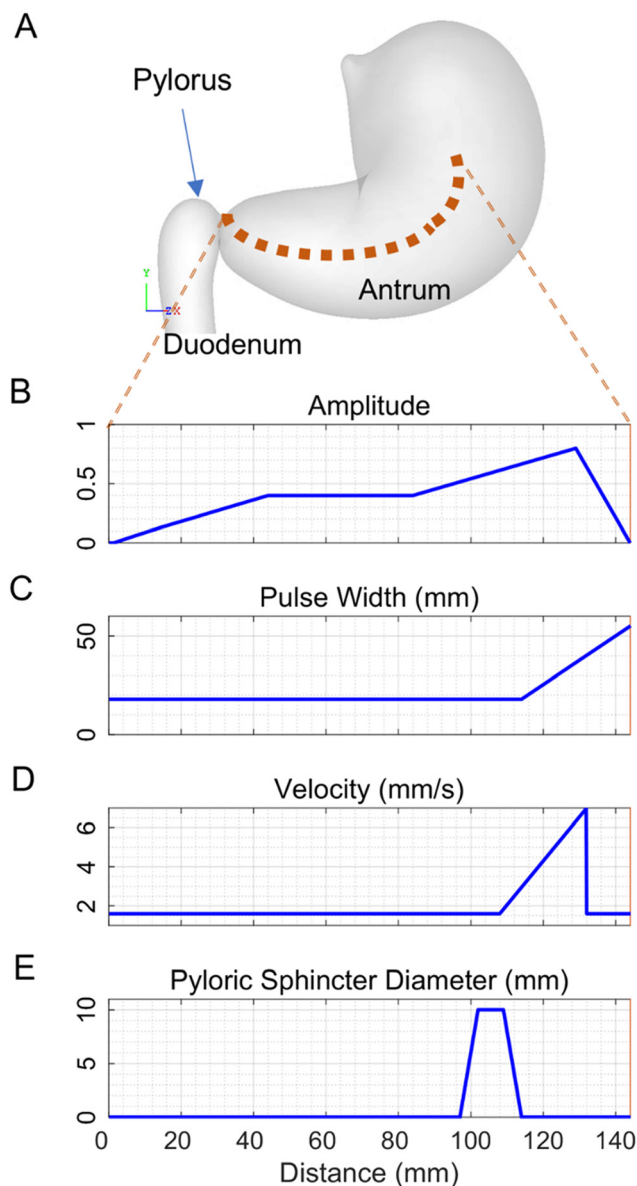 A
Pylorus
Antrum
Y
Z X
Duodenum
B
Amplitude
1
0.5
0
C
Pulse Width (mm)
50
0
D
Velocity (mm/s)
6
4
2
E
Pyloric Sphincter Diameter (mm)
10
5
0
0 20 40 60 80 100 120 140
Distance (mm)